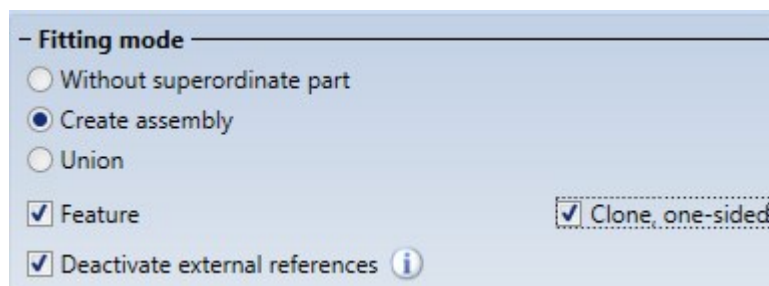 Fitting mode
Without superordinate part
Create assembly
Union
Feature Clone, one-sided
Deactivate external references